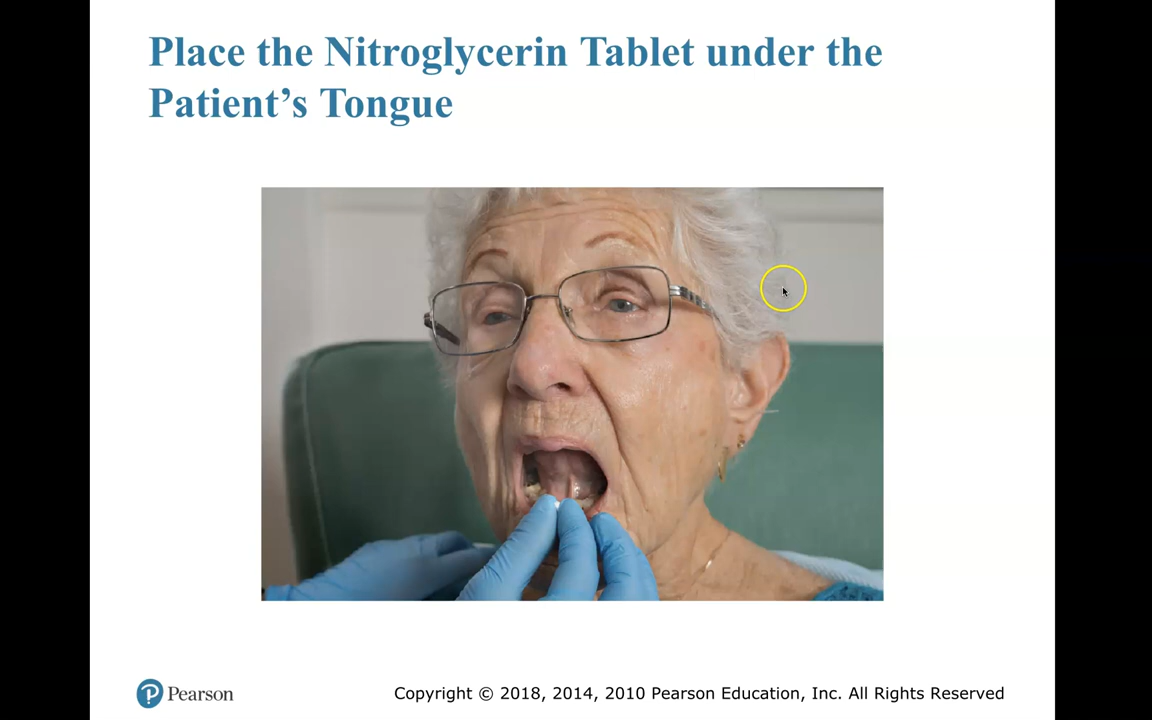 Place the Nitroglycerin Tablet under the
Patient’s Tongue
Pearson
Copyright © 2018, 2014, 2010 Pearson Education, Inc. All Rights Reserved